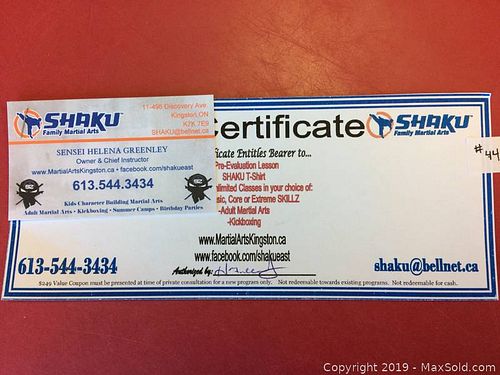 SHAKU
Family Martial Arts
11-495 Discovery Ave
Kingston,ON
K7K 7E9
SHAKU@bellnet.ca
SENSEI HELENA GREENLEY
Owner & Chief Instructor
www.MartialArtsKingston.ca • facebook.com/shakueast
613.544.3434
Kids Character Building Martial Arts
Adult Martial Arts • Kickboxing • Summer Camps • Birthday Parties
ertificate
SHAKU
Family Martial Arts
#44
ficate Entitles Bearer to...
Pre-Evaluation Lesson
SHAKU T-Shirt
limited Classes in your choice of:
sic, Core or Extreme SKILLZ
-Adult Martial Arts
-Kickboxing
www.MartialArtsKingston.ca
www.facebook.com/shakueast
613-544-3434
Authorized by:
shaku@bellnet.ca
$249 Value Coupon must be presented at time of private consultation for a new program only. Not redeemable towards existing programs. Not redeemable for cash.
Copyright © 2019 - MaxSold.com